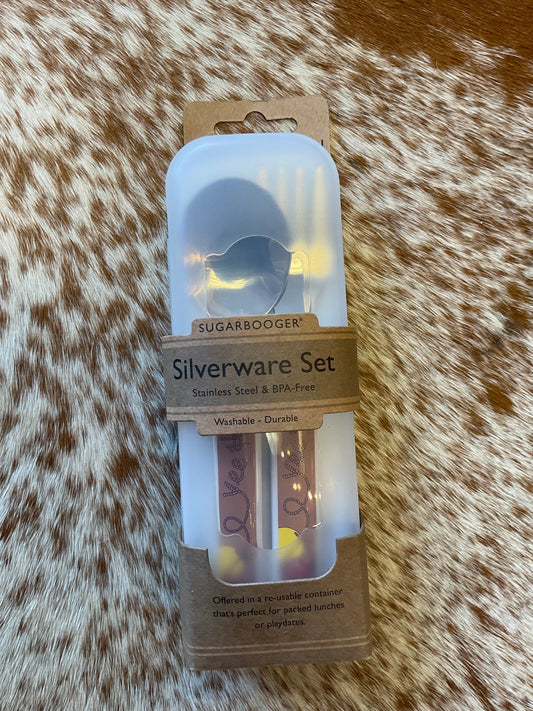 SUGARBOOGER®
Silverware Set
Stainless Steel & BPA-Free
Washable - Durable
Offered in a re-usable container
that's perfect for packed lunches
or playdates.